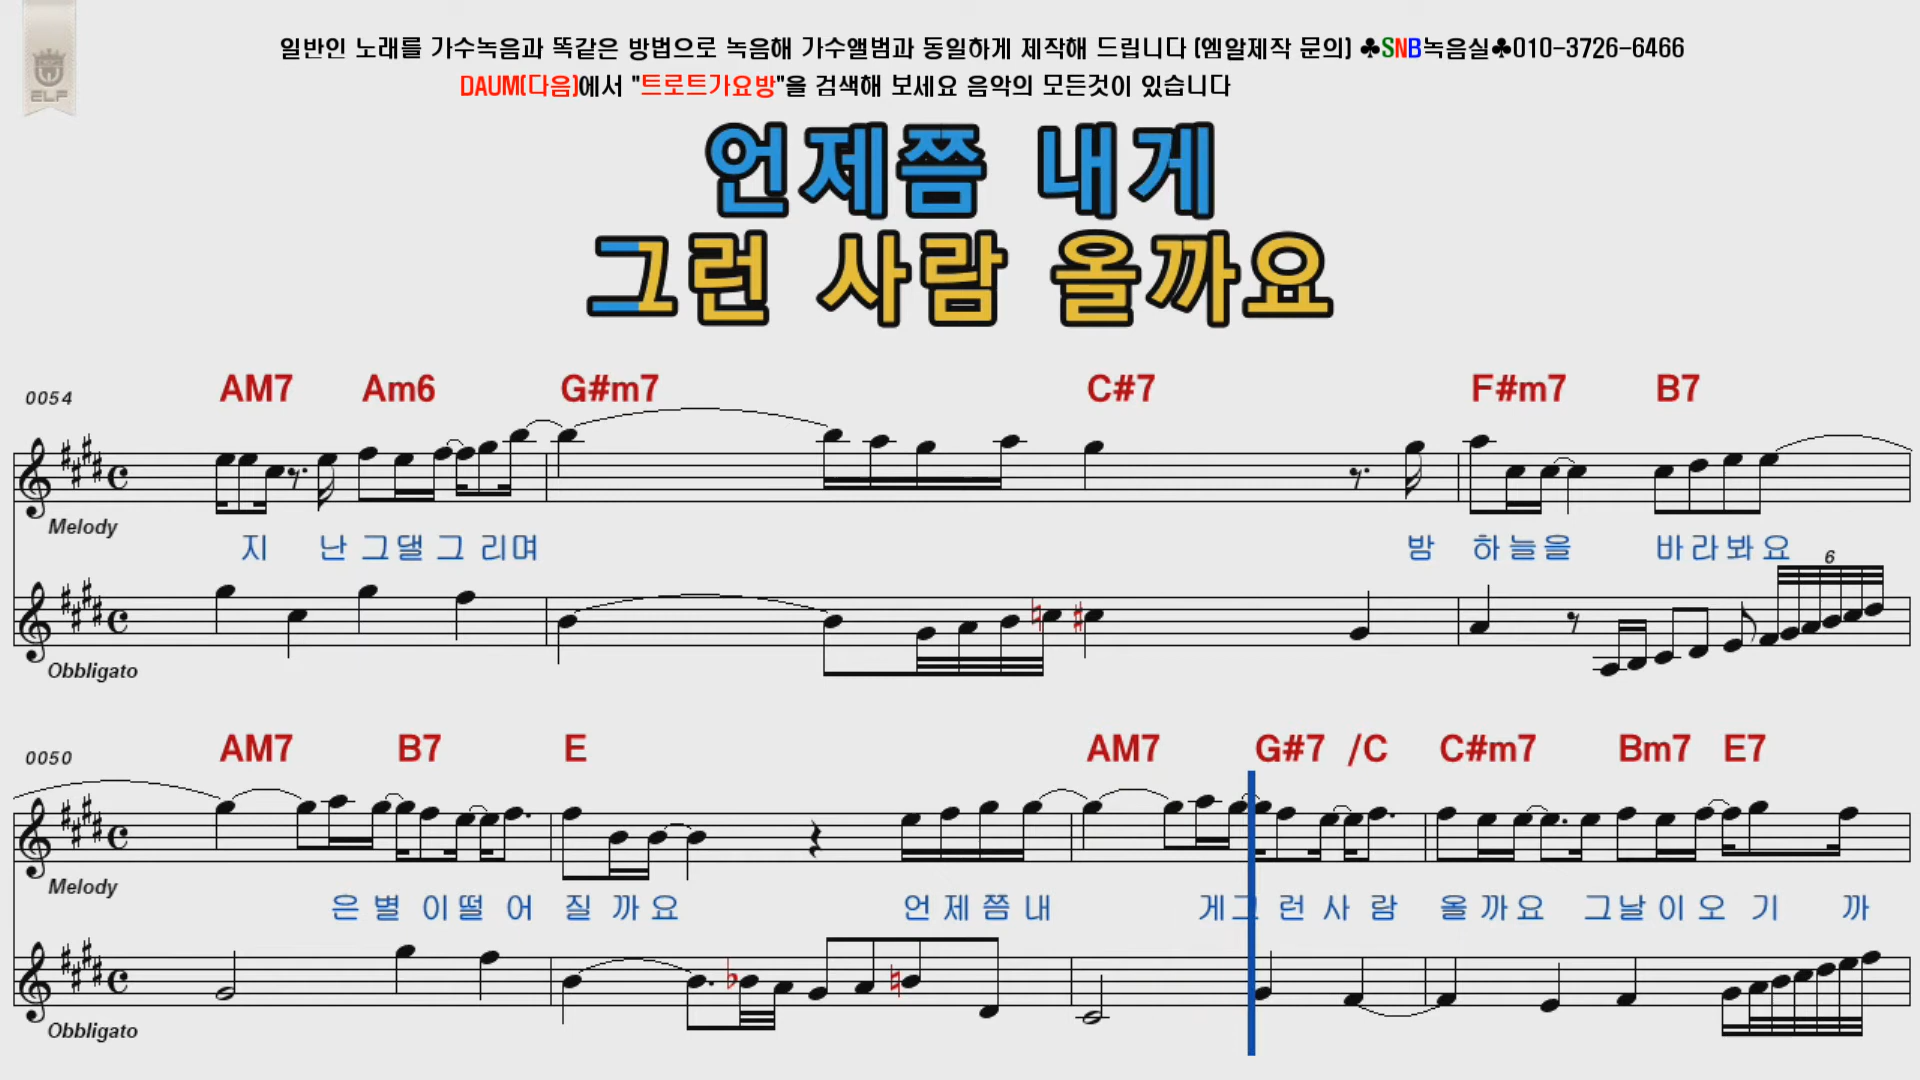 ELF
일반인 노래를 가수녹음과 똑같은 방법으로 녹음해 가수앨범과 동일하게 제작해 드립니다 (엠알제작 문의) ♣SNB녹음실♣010-3726-6466
DAUM(다음)에서 "트로트가요방"을 검색해 보세요 음악의 모든것이 있습니다
언제쯤 내게
그런 사람 올까요
0054 AM7 Am6 G#m7 C#7 F#m7 B7
Melody
지 난 그댈 그 리며 밤 하늘을 바라봐요
6
Obbligato
0050 AM7 B7 E AM7 G#7 /C C#m7 Bm7 E7
Melody
은 별 이떨 어 질 까 요 언 제 쯤 내 게그 런 사 람 올 까 요 그날 이 오 기 까
Obbligato